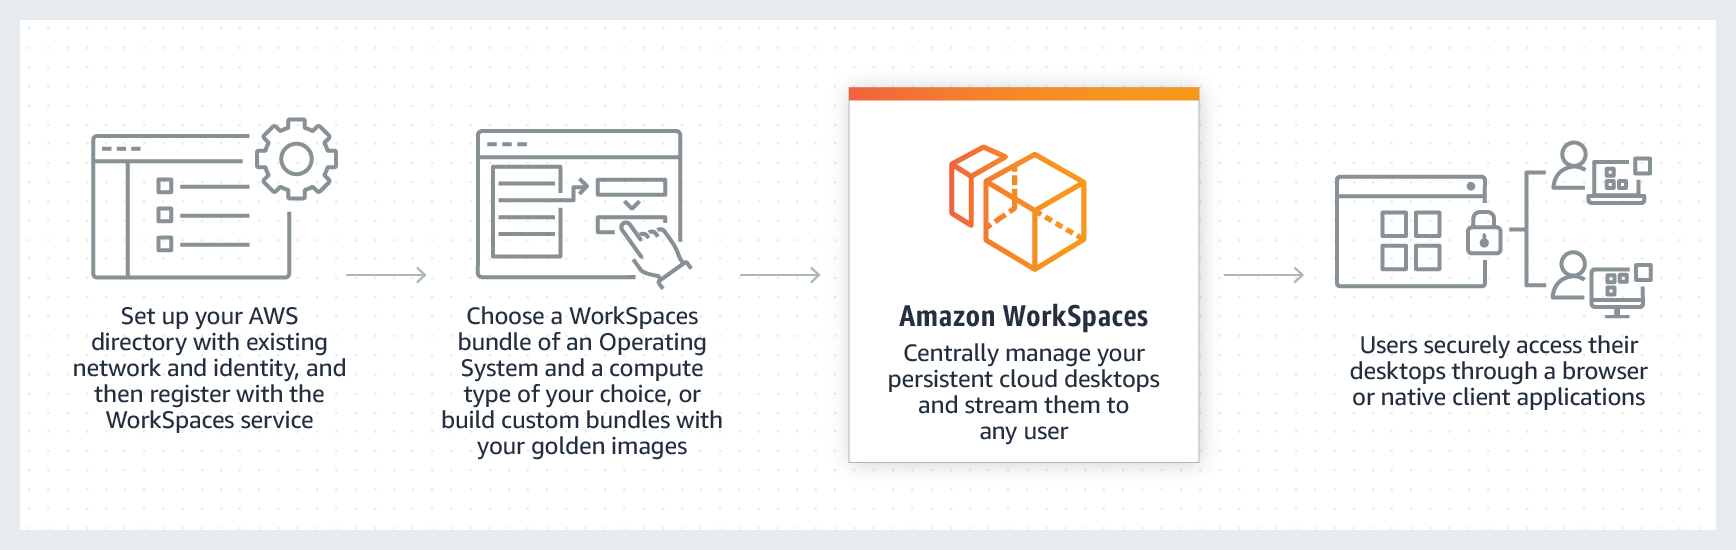 Set up your AWS
directory with existing
network and identity, and
then register with the
WorkSpaces service
Choose a WorkSpaces
bundle of an Operating
System and a compute
type of your choice, or
build custom bundles with
your golden images
Amazon WorkSpaces
Centrally manage your
persistent cloud desktops
and stream them to
any user
Users securely access their
desktops through a browser
or native client applications